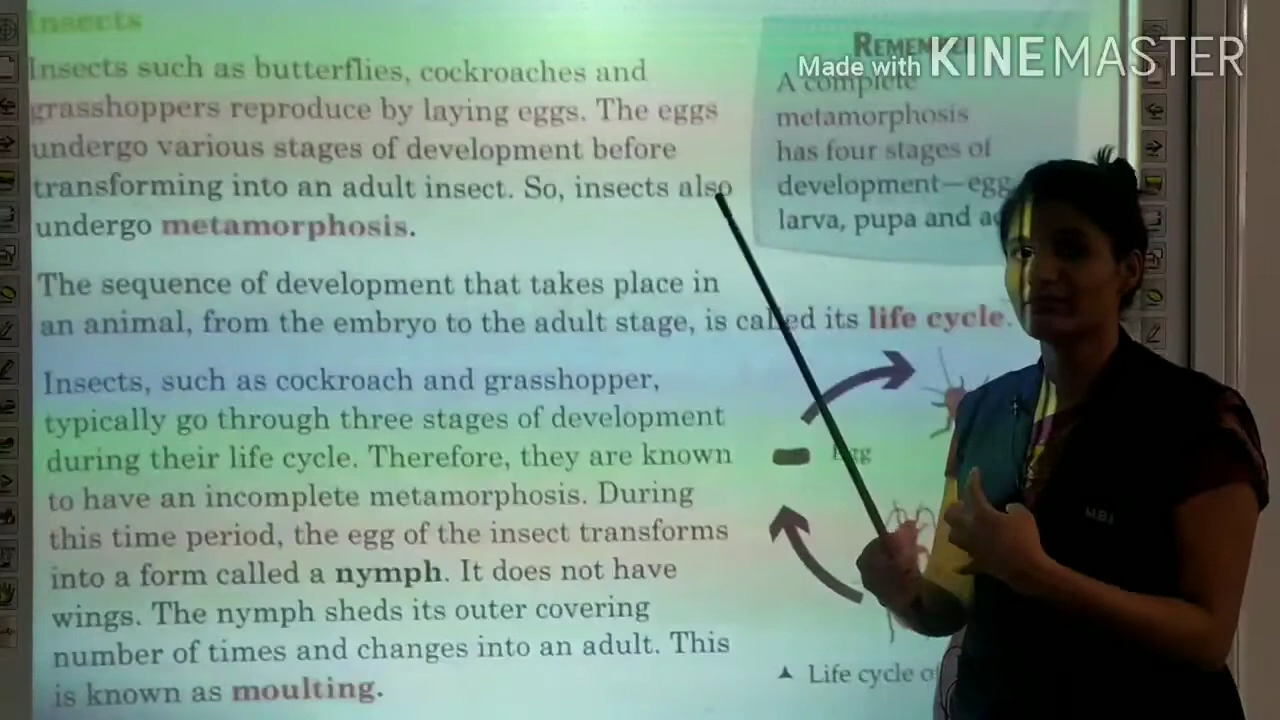 Insects
Insects such as butterflies, cockroaches and
grasshoppers reproduce by laying eggs. The eggs
undergo various stages of development before
transforming into an adult insect. So, insects also
undergo metamorphosis.
The sequence of development that takes place in
an animal, from the embryo to the adult stage, is called its life cycle.
Insects, such as cockroach and grasshopper,
typically go through three stages of development
during their life cycle. Therefore, they are known
to have an incomplete metamorphosis. During
this time period, the egg of the insect transforms
into a form called a nymph. It does not have
wings. The nymph sheds its outer covering
number of times and changes into an adult. This
is known as moulting.
Made with KINEMASTER
A complete
metamorphosis
has four stages of
development—egg
larva, pupa and
Egg
Life cycle of